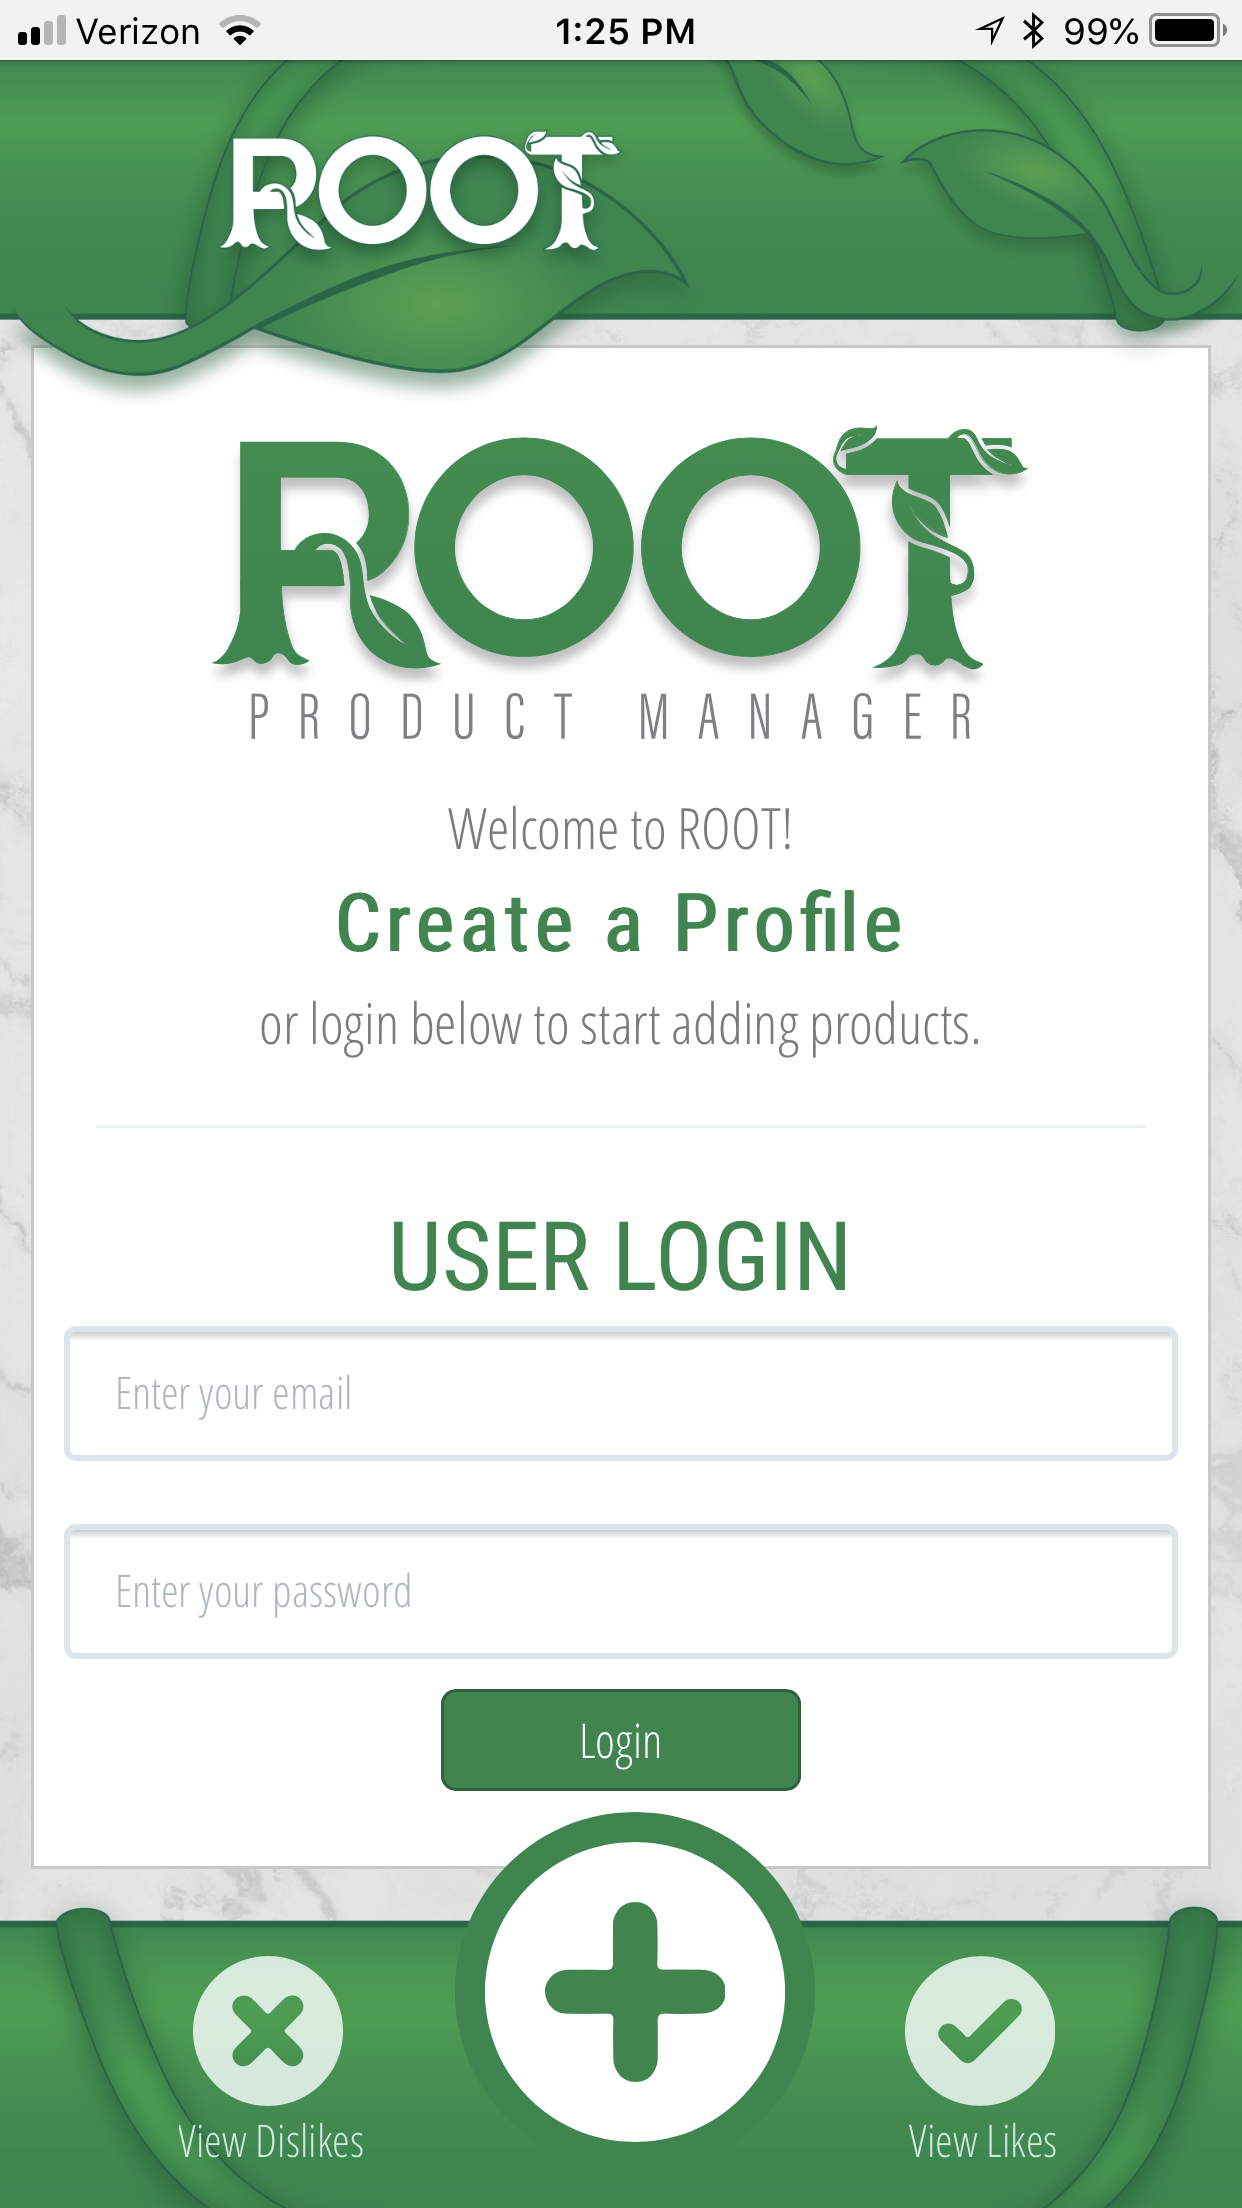 Verizon 1:25 PM 99%
ROOT
ROOT
PRODUCT MANAGER
Welcome to ROOT!
Create a Profile
or login below to start adding products.
USER LOGIN
Enter your email
Enter your password
Login
View Dislikes View Likes